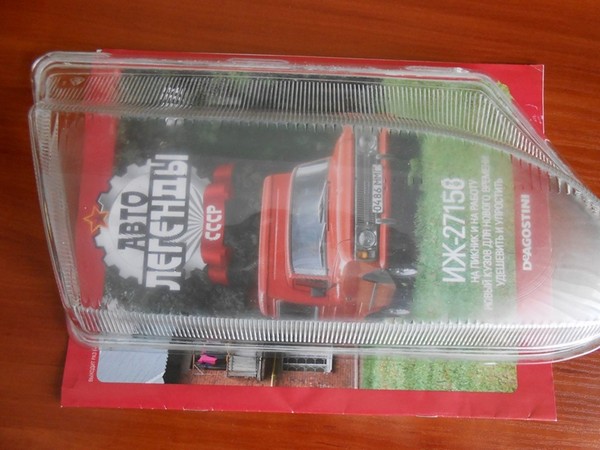 АВТО
ЛЕГЕНДЫ
СССР
ИЖ-27156
НА ПИКНИК И НА РАБОТУ
НОВЫЙ КУЗОВ ДЛЯ НОВОГО ВРЕМЕНИ
УДЕШЕВИТЬ И УПРОСТИТЬ
DEAGOSTINI